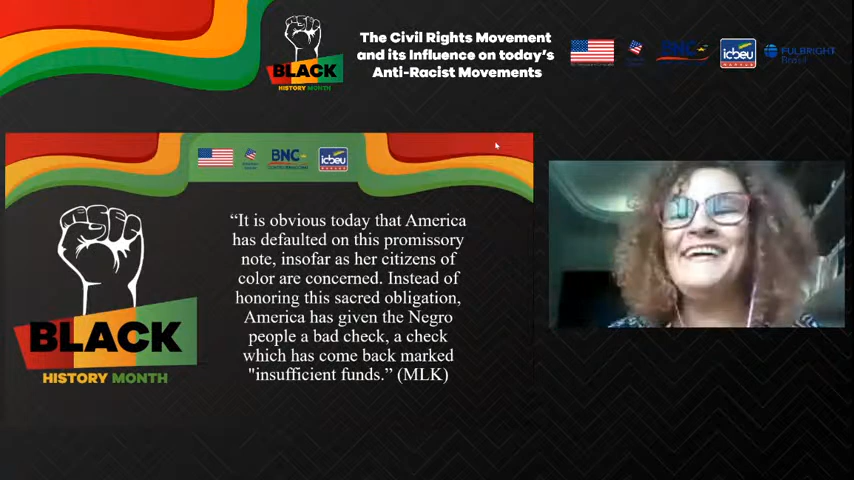 The Civil Rights Movement
and its Influence on today's
Anti-Racist Movements
BLACK
HISTORY MONTH
BNC
icbeu
MANAUS
FULBRIGHT
Brasil
BNC
icbeu
MANAUS
“It is obvious today that America
has defaulted on this promissory
note, insofar as her citizens of
color are concerned. Instead of
honoring this sacred obligation,
America has given the Negro
people a bad check, a check
which has come back marked
"insufficient funds.” (MLK)
BLACK
HISTORY MONTH